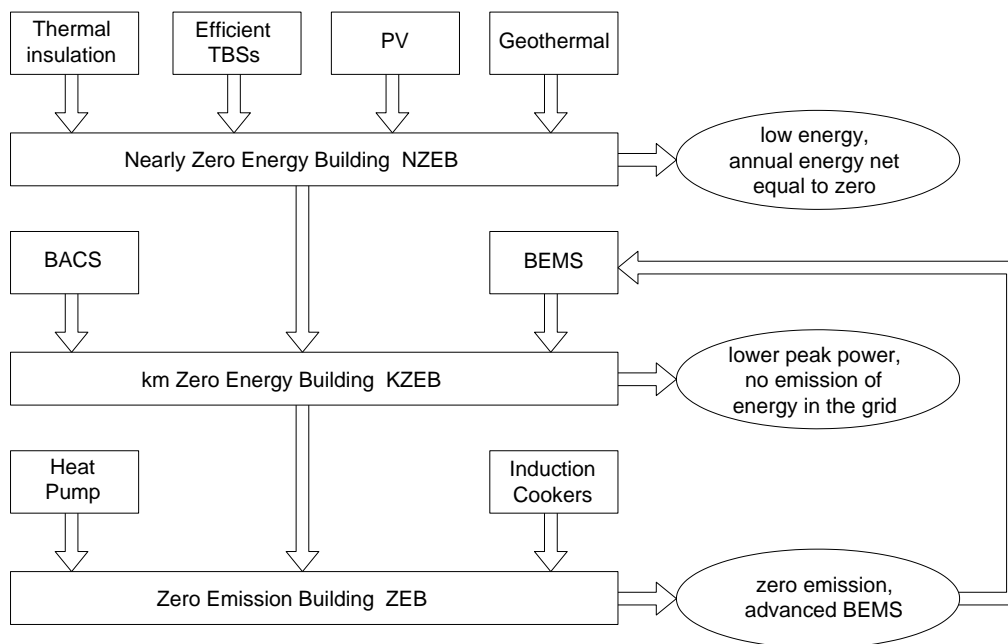 Thermal
insulation
Efficient
TBSs
PV
Geothermal
Nearly Zero Energy Building NZEB
low energy,
annual energy net
equal to zero
BACS
BEMS
km Zero Energy Building KZEB
lower peak power,
no emission of
energy in the grid
Heat
Pump
Induction
Cookers
Zero Emission Building ZEB
zero emission,
advanced BEMS